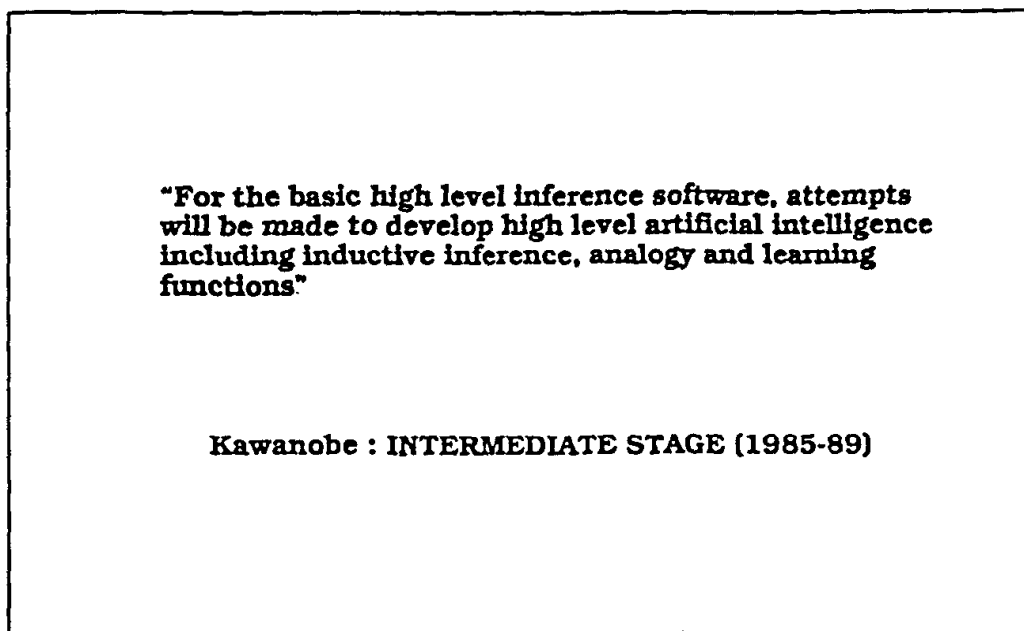 "For the basic high level inference software, attempts
will be made to develop high level artificial intelligence
including inductive inference, analogy and learning
functions."
Kawanobe : INTERMEDIATE STAGE (1985-89)